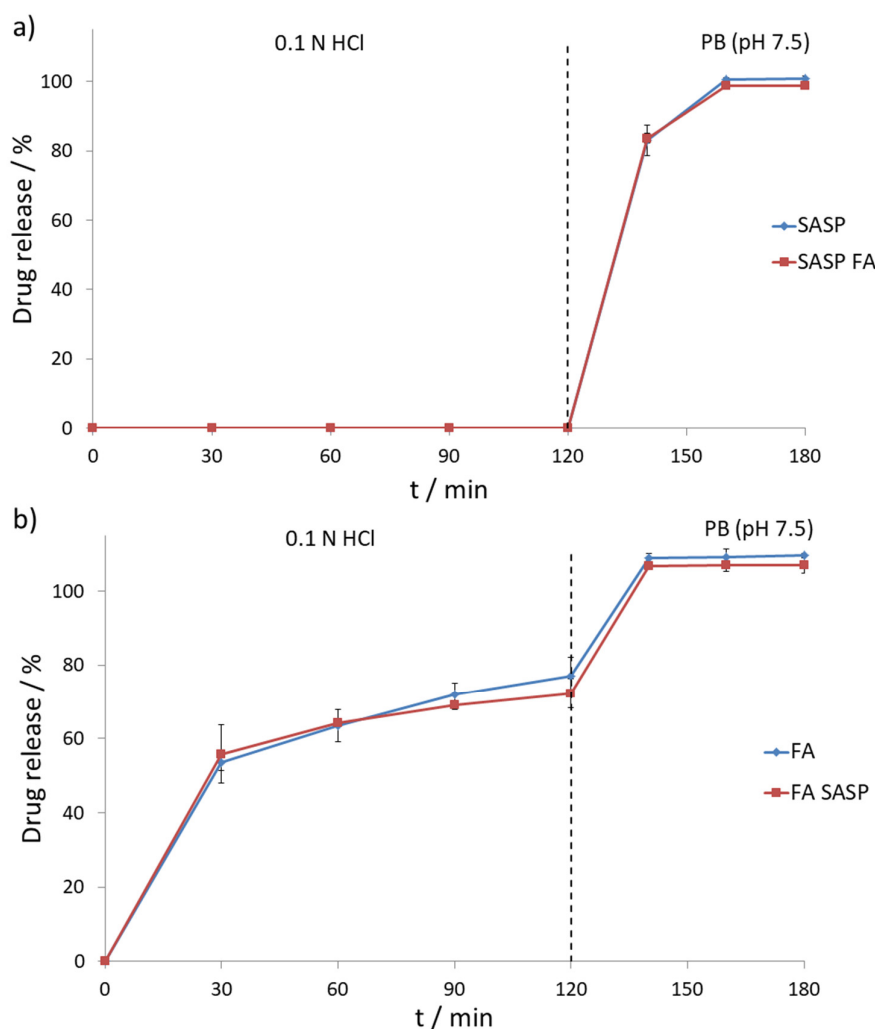 a)
0.1 N HCl
PB (pH 7.5)
Drug release / %
100
80
60
40
20
0
0 30 60 90 120 150 180
t / min
SASP
SASP FA
b)
0.1 N HCl
PB (pH 7.5)
Drug release / %
100
80
60
40
20
0
0 30 60 90 120 150 180
t / min
FA
FA SASP